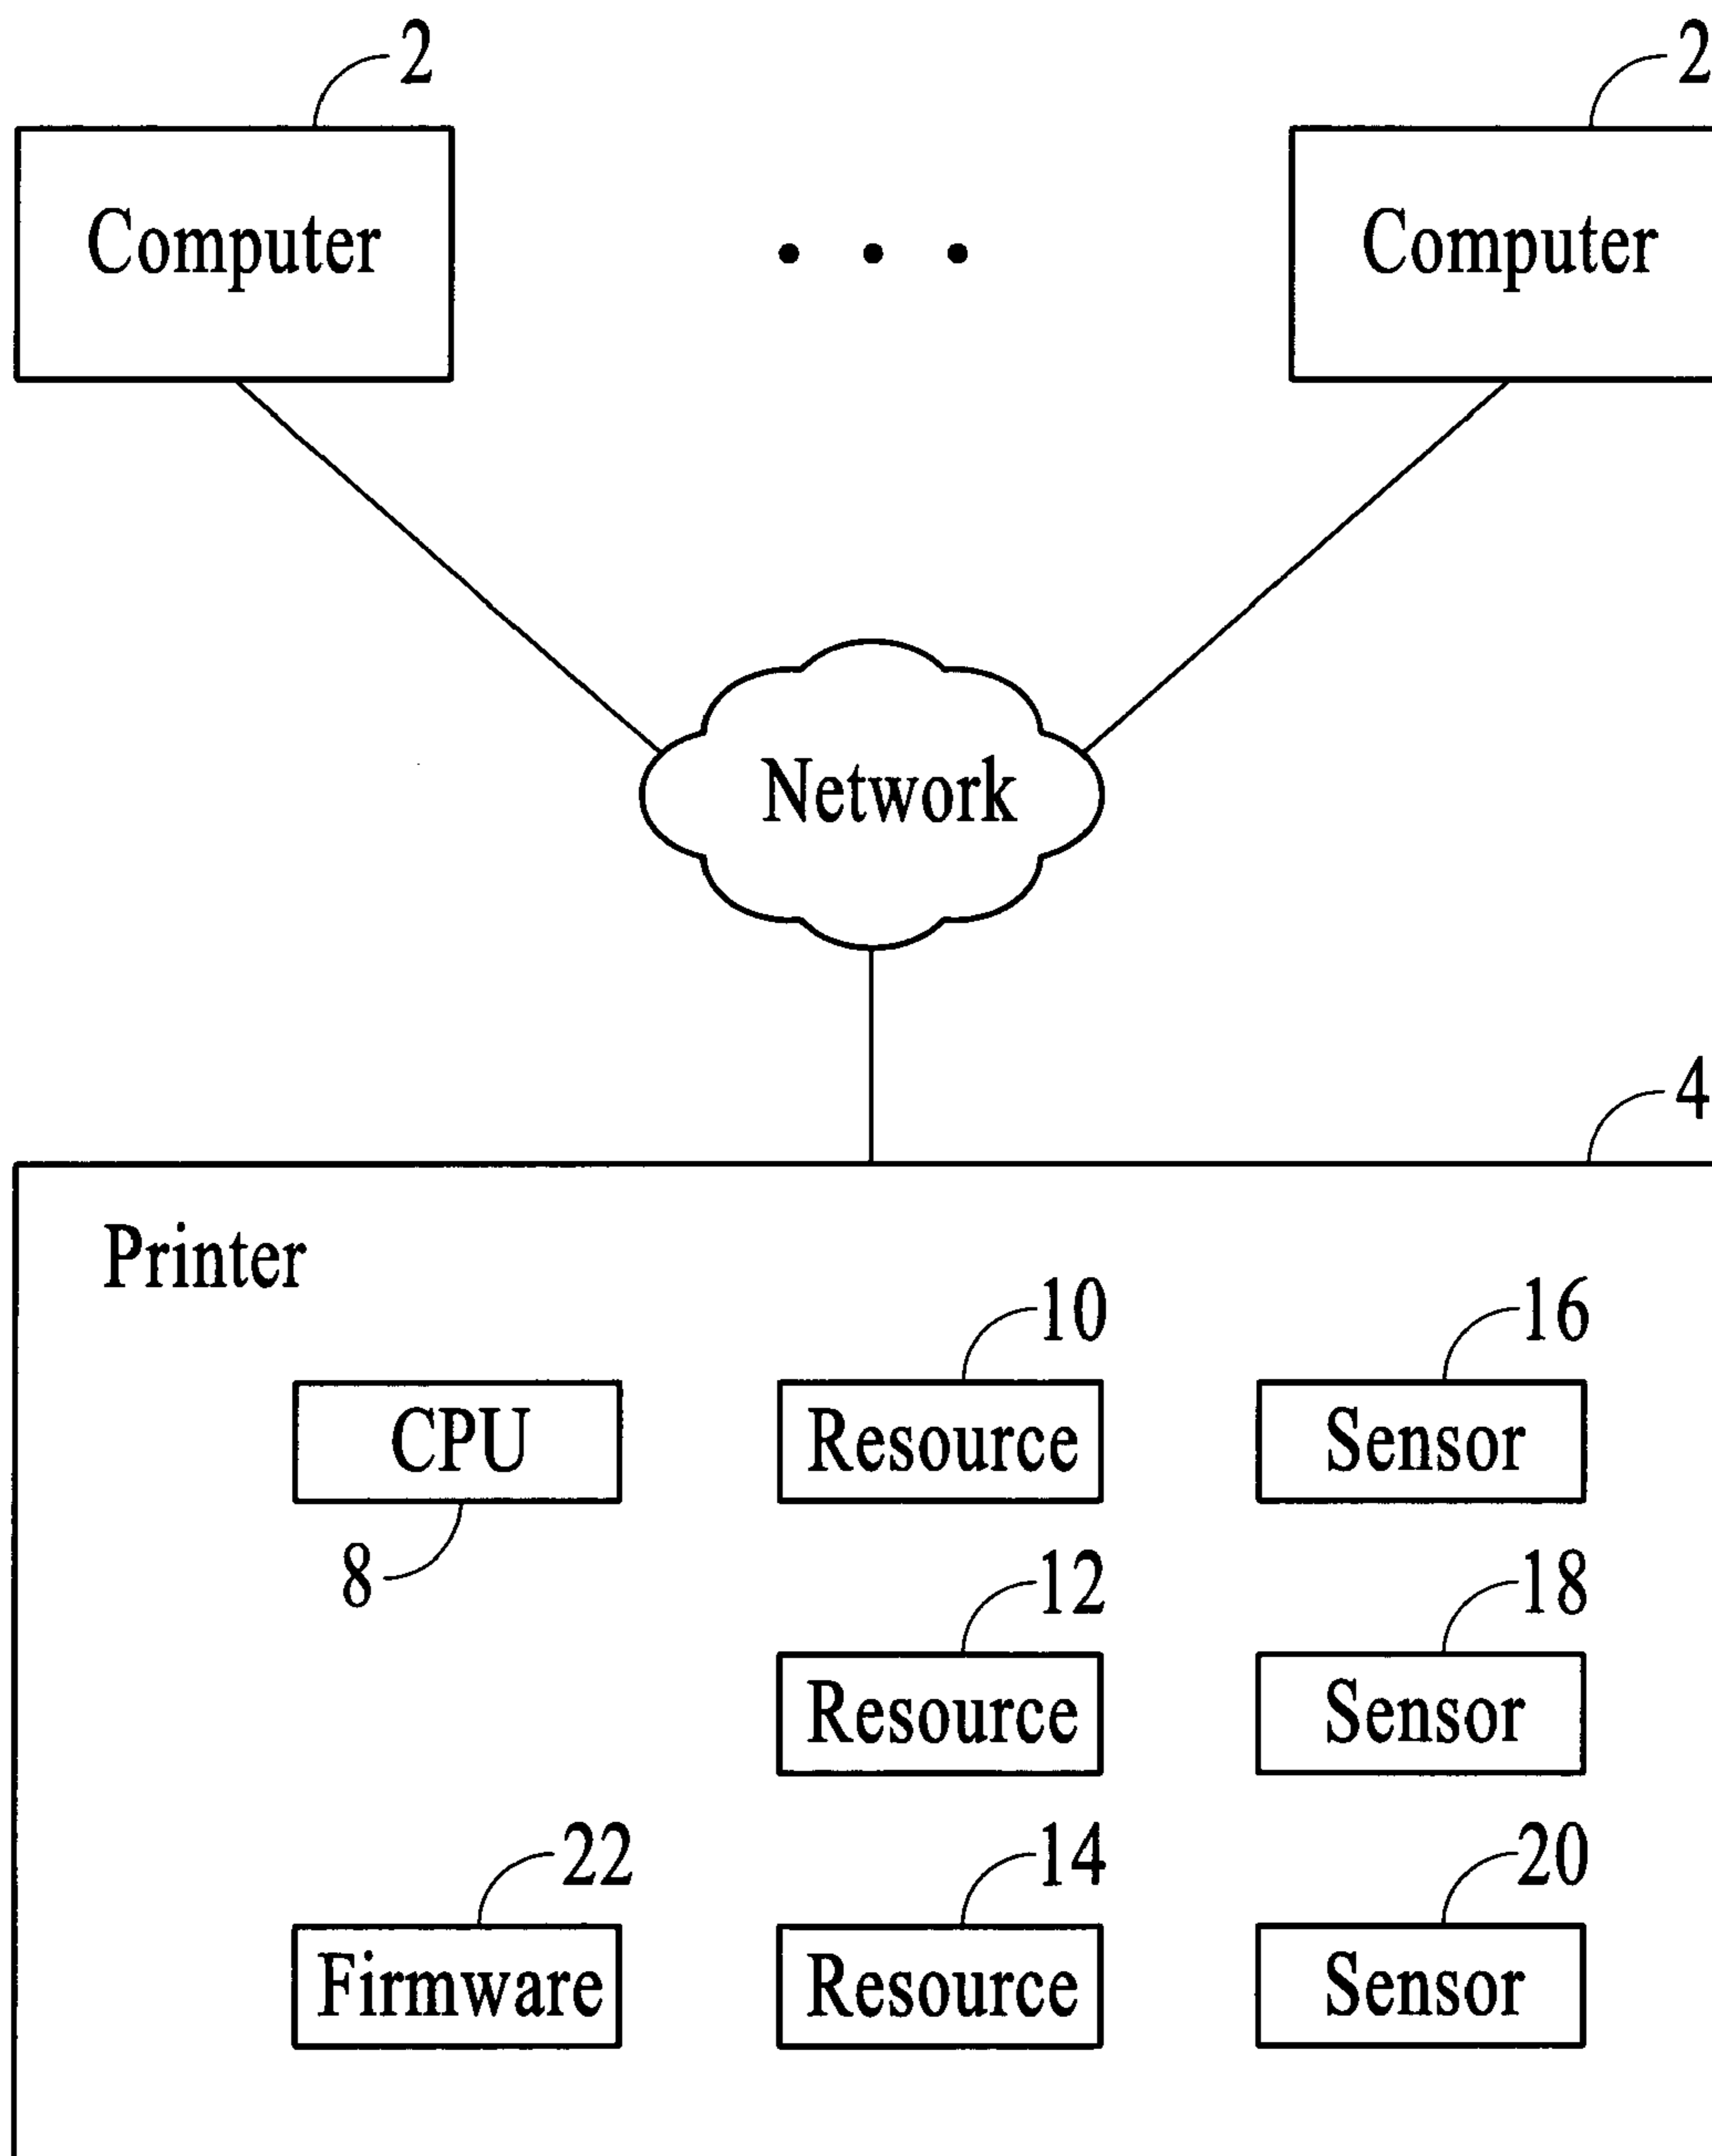 2 2
Computer . . . Computer
Network
4
Printer
10 16
CPU Resource Sensor
8 12 18
Resource Sensor
22 14 20
Firmware Resource Sensor